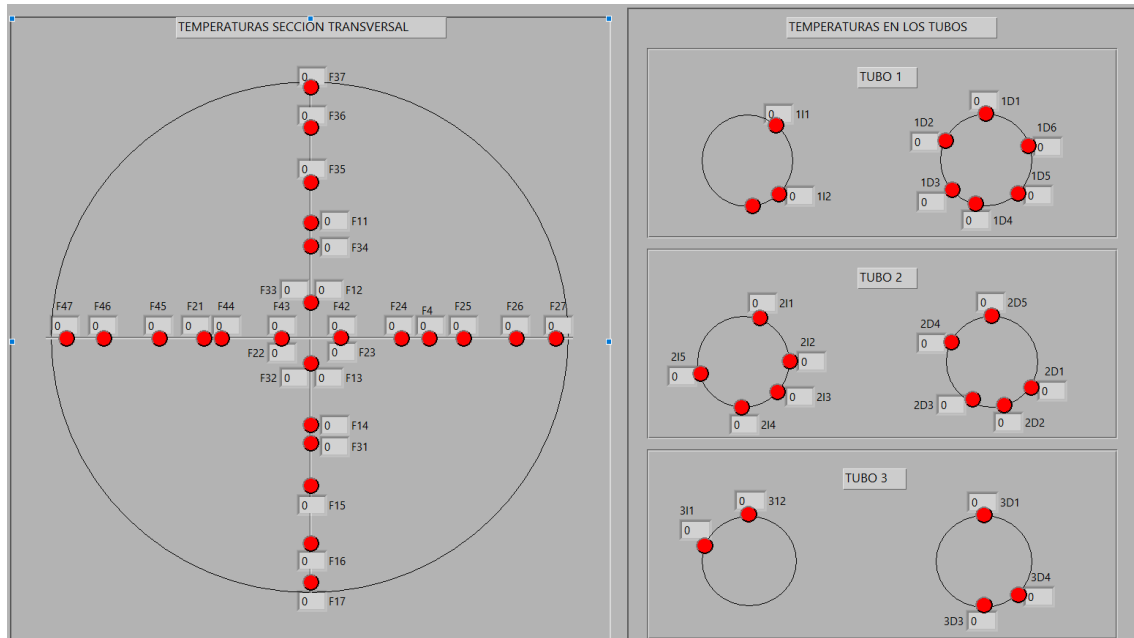 TEMPERATURAS SECCIÓN TRANSVERSAL
0 F37
0 F36
0 F35
0 F11
0 F34
F33 0 0 F12
F47 F46 F45 F21 F44 F43 F42 F24 F4 F25 F26 F27
0 0 0 0 0 0 0 0 0 0 0 0
F22 0 0 F23
F32 0 0 F13
0 F14
0 F31
0 F15
0 F16
0 F17
TEMPERATURAS EN LOS TUBOS
TUBO 1
0 1I1
0 1I2
0 1D1
1D2 0
1D6 0
1D3 0
1D5 0
0 1D4
TUBO 2
0 2I1
2I2 0
2I5 0
0 2I3
0 2I4
0 2D5
2D4 0
2D1 0
2D3 0
0 2D2
TUBO 3
3I1 0
0 312
0 3D1
3D4 0
3D3 0